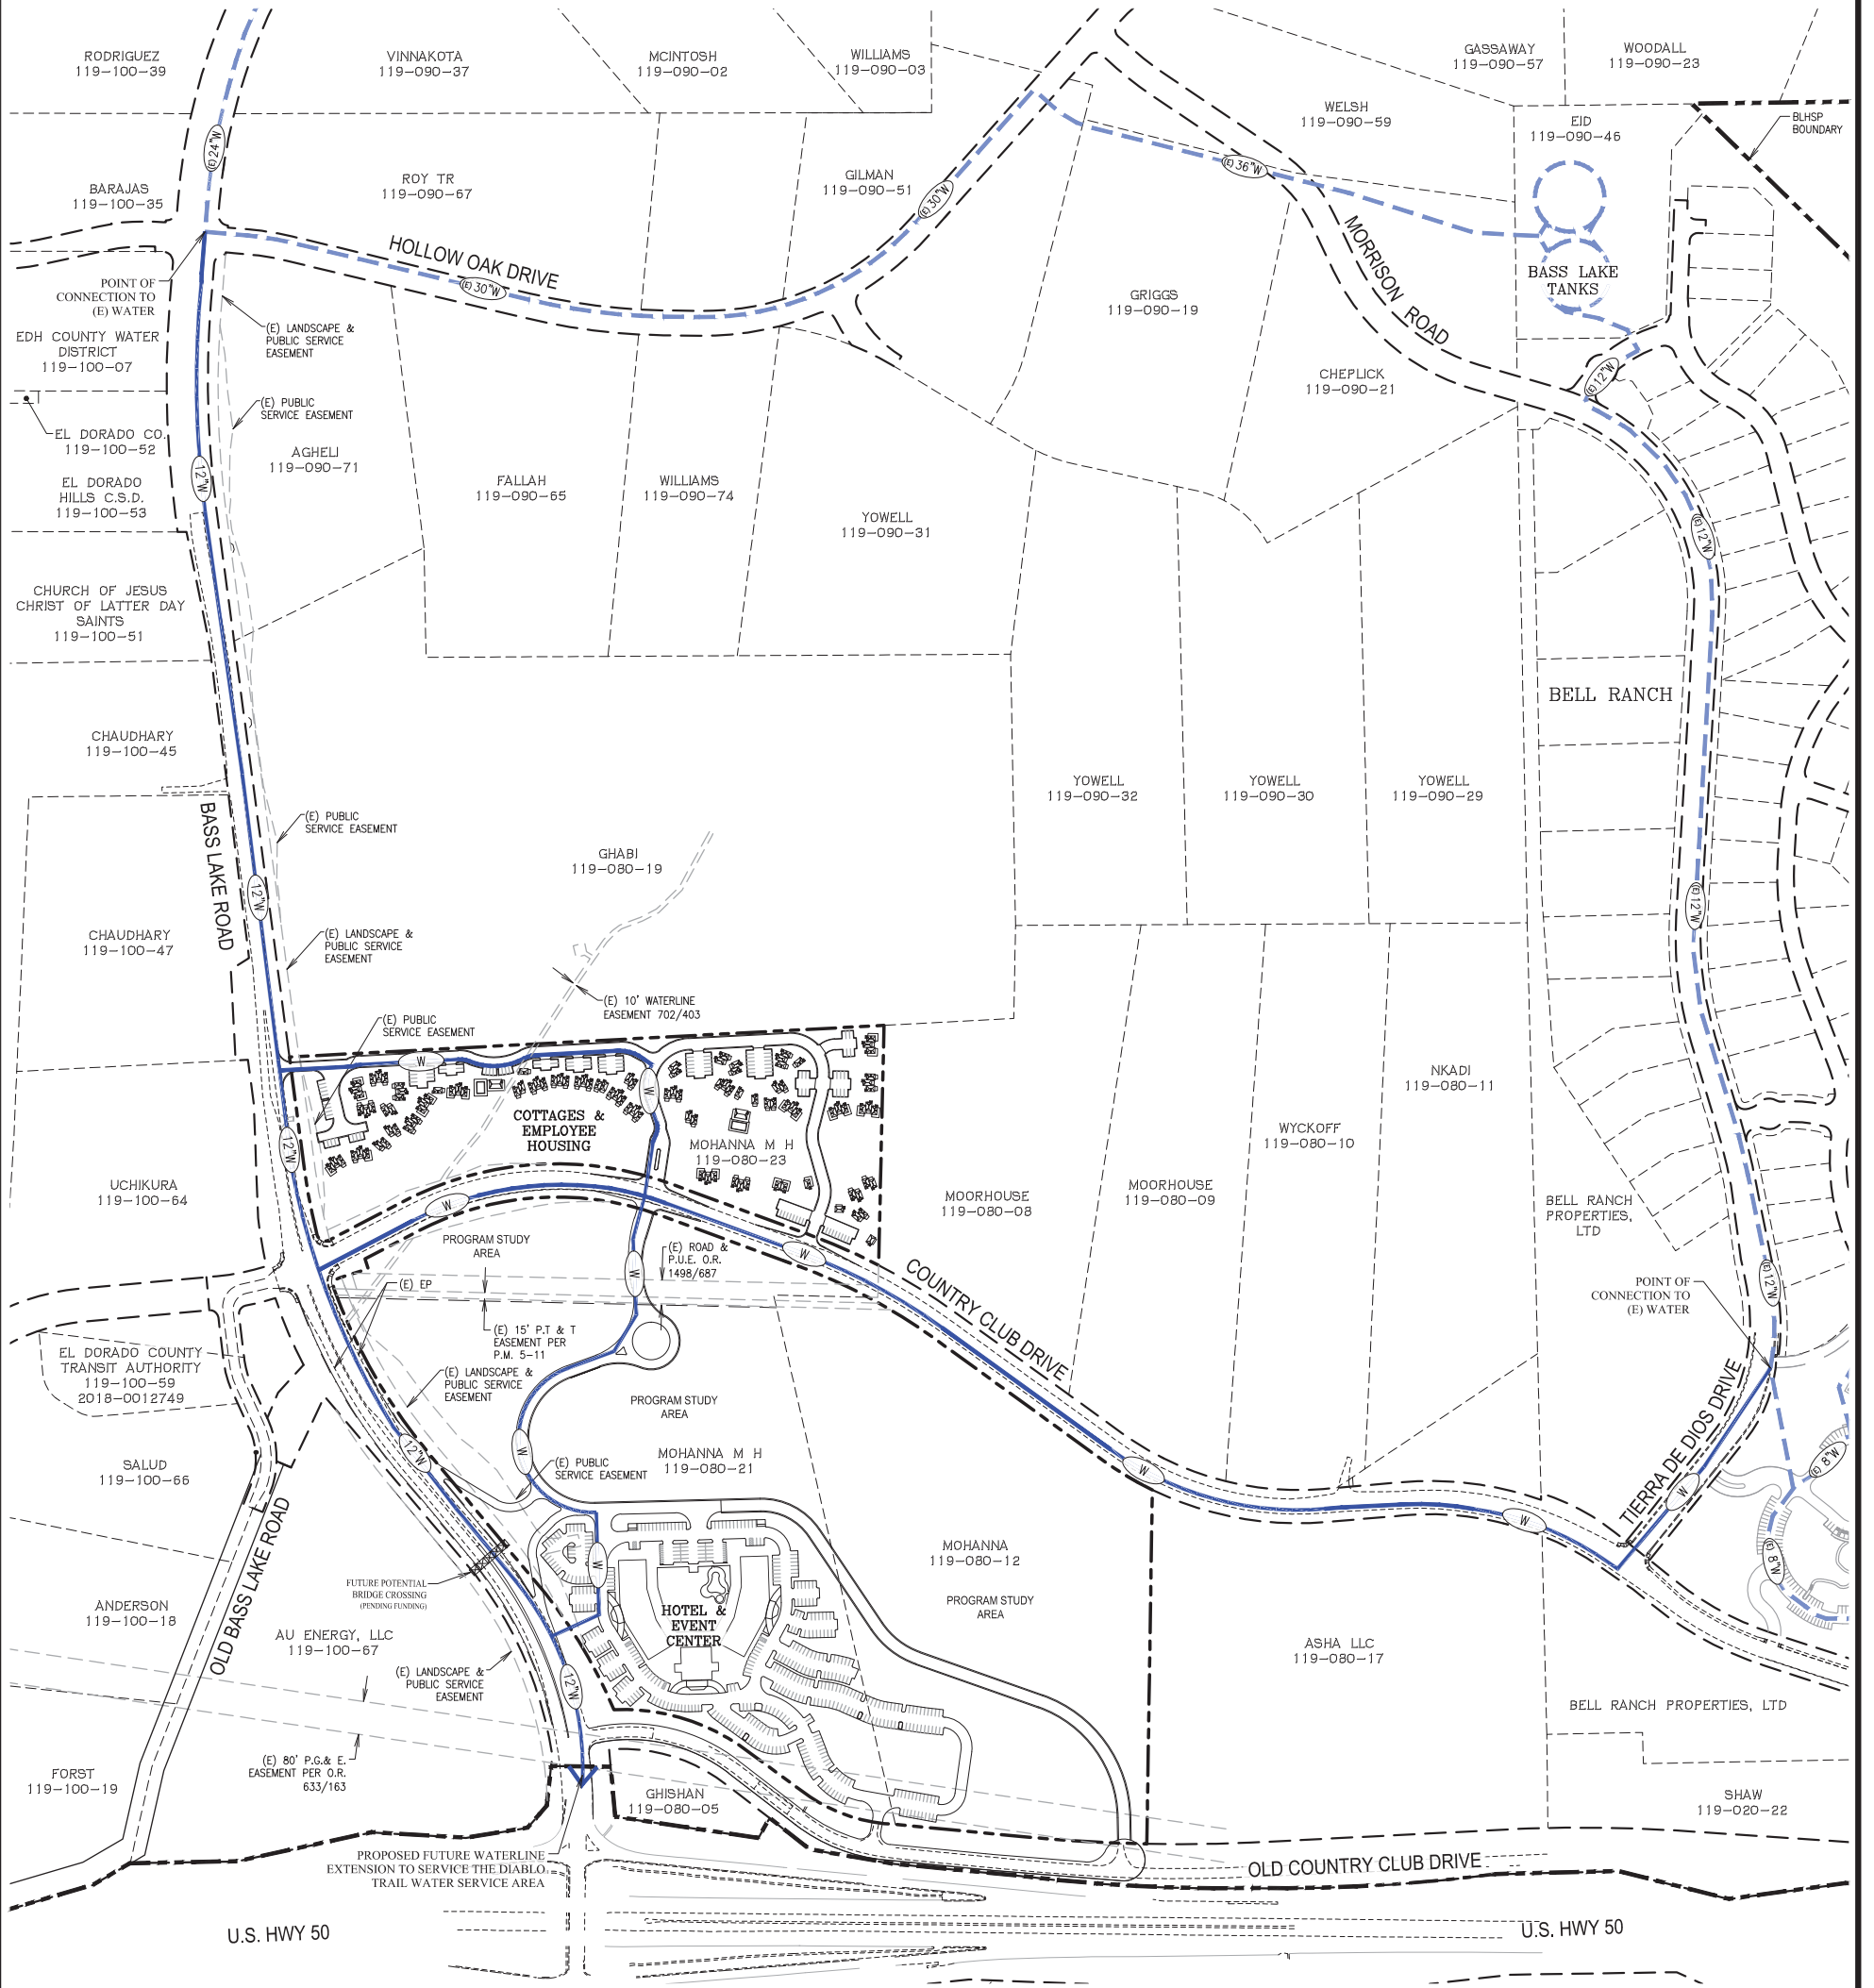 RODRIGUEZ
119-100-39
VINNAKOTA
119-090-37
MCINTOSH
119-090-02
WILLIAMS
119-090-03
GASSAWAY
119-090-57
WOODALL
119-090-23
WELSH
119-090-59
EID
119-090-46
BLHSP
BOUNDARY
(E) 24"W
BARAJAS
119-100-35
ROY TR
119-090-67
GILMAN
119-090-51
(E) 30"W
(E) 36"W
HOLLOW OAK DRIVE
(E) 30"W
MORRISON ROAD
BASS LAKE
TANKS
POINT OF
CONNECTION TO
(E) WATER
(E) LANDSCAPE &
PUBLIC SERVICE
EASEMENT
GRIGGS
119-090-19
EDH COUNTY WATER
DISTRICT
119-100-07
CHEPLICK
119-090-21
(E) 12"W
(E) PUBLIC
SERVICE EASEMENT
EL DORADO CO.
119-100-52
AGHELI
119-090-71
EL DORADO
HILLS C.S.D.
119-100-53
12"W
FALLAH
119-090-65
WILLIAMS
119-090-74
YOWELL
119-090-31
(E) 12"W
CHURCH OF JESUS
CHRIST OF LATTER DAY
SAINTS
119-100-51
BELL RANCH
CHAUDHARY
119-100-45
YOWELL
119-090-32
YOWELL
119-090-30
YOWELL
119-090-29
BASS LAKE ROAD
(E) PUBLIC
SERVICE EASEMENT
GHABI
119-080-19
12"W
(E) 12"W
CHAUDHARY
119-100-47
(E) LANDSCAPE &
PUBLIC SERVICE
EASEMENT
(E) 10' WATERLINE
EASEMENT 702/403
(E) PUBLIC
SERVICE EASEMENT
W
W
NKADI
119-080-11
COTTAGES &
EMPLOYEE
HOUSING
MOHANNA M H
119-080-23
12"W
WYCKOFF
119-080-10
UCHIKURA
119-100-64
W
MOORHOUSE
119-080-08
MOORHOUSE
119-080-09
BELL RANCH
PROPERTIES,
LTD
PROGRAM STUDY
AREA
(E) ROAD &
P.U.E. O.R.
1498/687
W
W
(E) EP
COUNTRY CLUB DRIVE
(E) 12"W
POINT OF
CONNECTION TO
(E) WATER
(E) 15' P.T & T
EASEMENT PER
P.M. 5-11
EL DORADO COUNTY
TRANSIT AUTHORITY
119-100-59
2018-0012749
(E) LANDSCAPE &
PUBLIC SERVICE
EASEMENT
PROGRAM STUDY
AREA
TIERRA DE DIOS DRIVE
12"W
W
MOHANNA M H
119-080-21
(E) PUBLIC
SERVICE EASEMENT
W
(E) 8"W
SALUD
119-100-66
W
W
OLD BASS LAKE ROAD
MOHANNA
119-080-12
W
(E) 8"W
FUTURE POTENTIAL
BRIDGE CROSSING
(PENDING FUNDING)
PROGRAM STUDY
AREA
ANDERSON
119-100-18
HOTEL &
EVENT
CENTER
AU ENERGY, LLC
119-100-67
ASHA LLC
119-080-17
(E) LANDSCAPE &
PUBLIC SERVICE
EASEMENT
12"W
BELL RANCH PROPERTIES, LTD
(E) 80' P.G.& E.
EASEMENT PER O.R.
633/163
FORST
119-100-19
GHISHAN
119-080-05
SHAW
119-020-22
PROPOSED FUTURE WATERLINE
EXTENSION TO SERVICE THE DIABLO
TRAIL WATER SERVICE AREA
OLD COUNTRY CLUB DRIVE
U.S. HWY 50
U.S. HWY 50